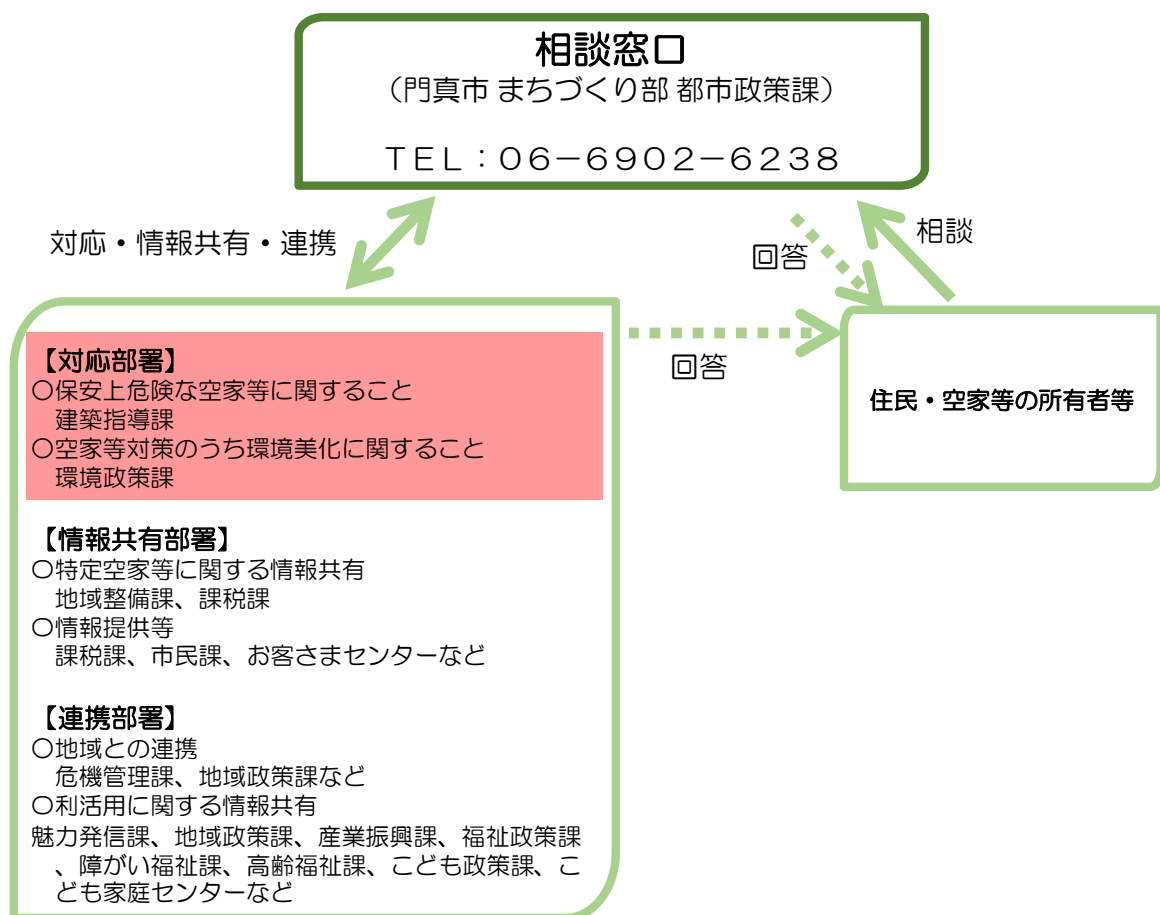 相談窓口
（門真市 まちづくり部 都市政策課）
ＴＥＬ：０６－６９０２－６２３８
対応・情報共有・連携
相談
回答
回答
住民・空家等の所有者等
【対応部署】
〇保安上危険な空家等に関すること
建築指導課
〇空家等対策のうち環境美化に関すること
環境政策課
【情報共有部署】
〇特定空家等に関する情報共有
地域整備課、課税課
〇情報提供等
課税課、市民課、お客さまセンターなど
【連携部署】
〇地域との連携
危機管理課、地域政策課など
〇利活用に関する情報共有
魅力発信課、地域政策課、産業振興課、福祉政策課
、障がい福祉課、高齢福祉課、こども政策課、こ
ども家庭センターなど